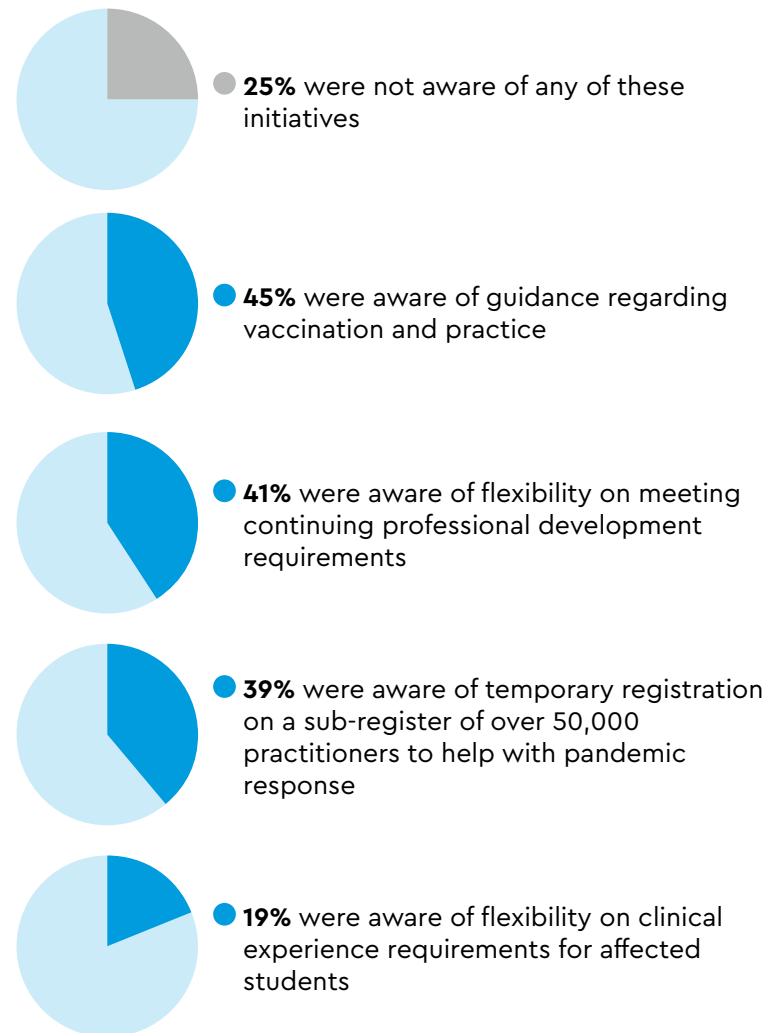 25% were not aware of any of these
initiatives
45% were aware of guidance regarding
vaccination and practice
41% were aware of flexibility on meeting
continuing professional development
requirements
39% were aware of temporary registration
on a sub-register of over 50,000
practitioners to help with pandemic
response
19% were aware of flexibility on clinical
experience requirements for affected
students